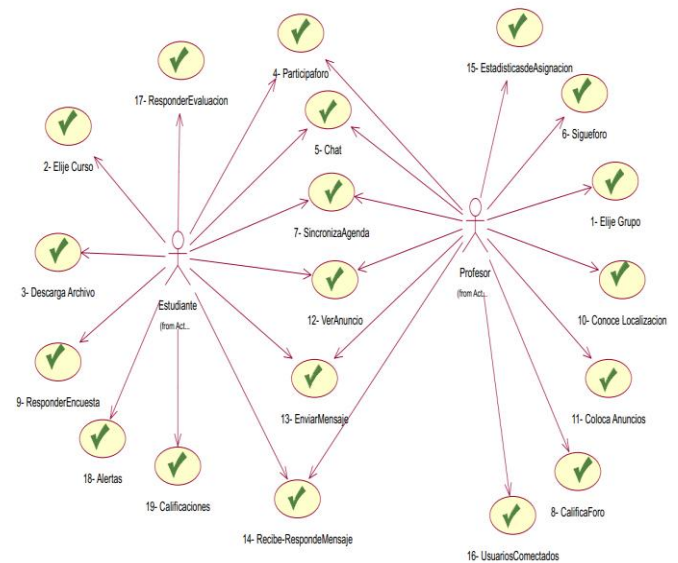 4- Participaforo
15- EstadisticasdeAsignacion
17- ResponderEvaluacion
6- Sigueforo
2- Elije Curso
5- Chat
1- Elije Grupo
7- SincronizaAgenda
3- Descarga Archivo
Estudiante
(from Act...
Profesor
(from Act...
12- VerAnuncio
10- Conoce Localizacion
9- ResponderEncuesta
13- EnviarMensaje
11- Coloca Anuncios
18- Alertas
19- Calificaciones
8- CalificaForo
14- Recibe-RespondeMensaje
16- UsuariosComectados